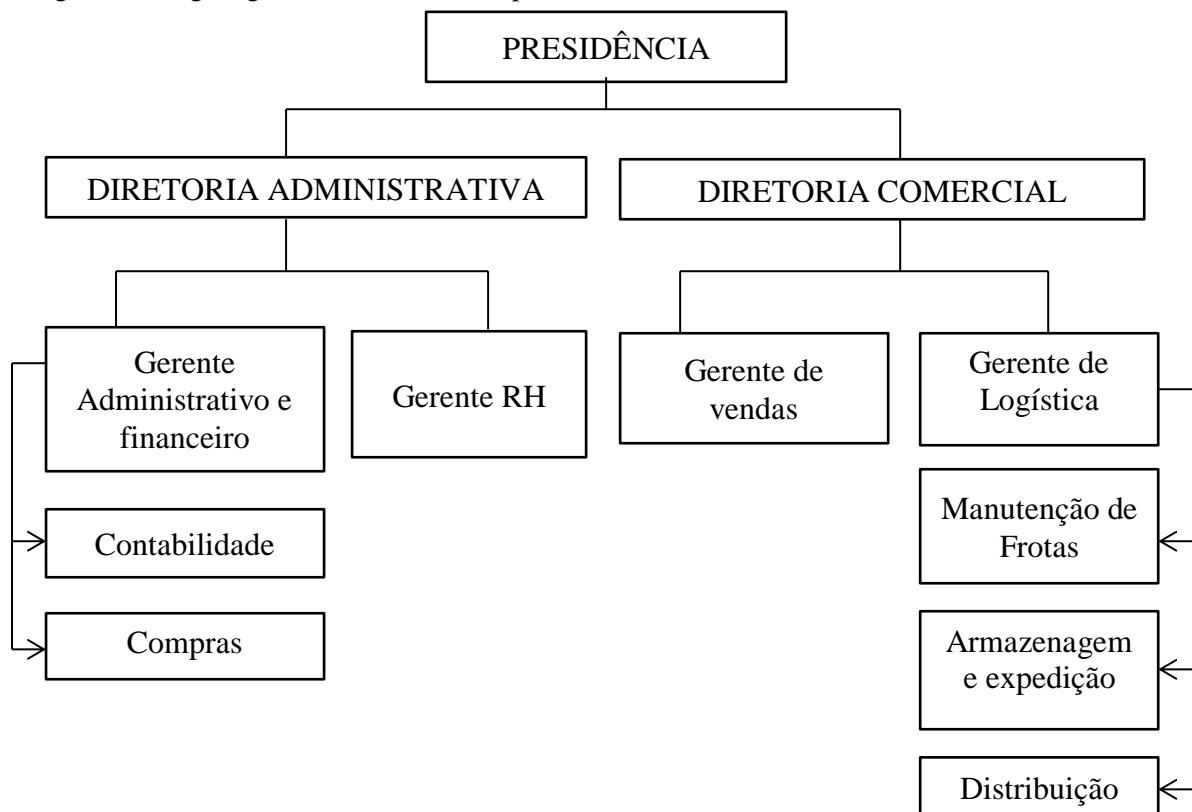 PRESIDÊNCIA
DIRETORIA ADMINISTRATIVA
DIRETORIA COMERCIAL
Gerente
Administrativo e
financeiro
Gerente RH
Gerente de
vendas
Gerente de
Logística
Contabilidade
Compras
Manutenção de
Frotas
Armazenagem
e expedição
Distribuição